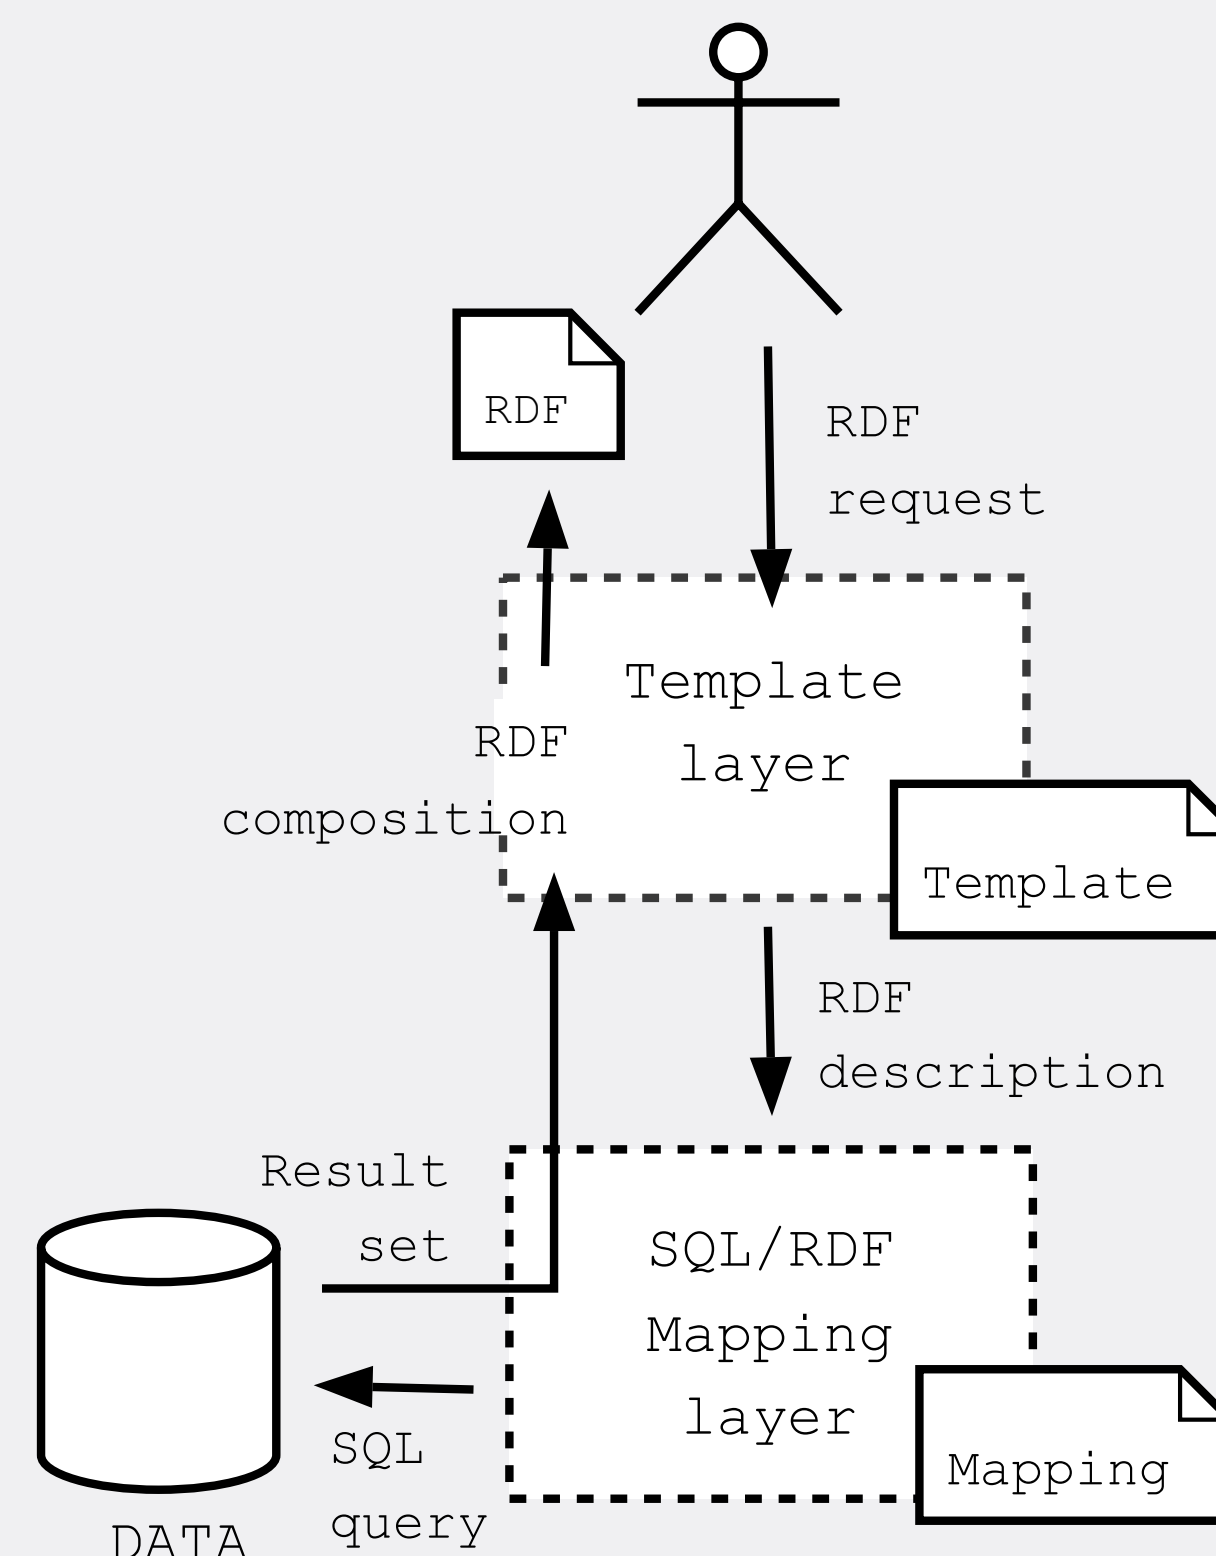 RDF
RDF
request
Template
layer
RDF
composition
Template
RDF
description
Result
set
SQL/RDF
Mapping
layer
Mapping
SQL
query
DATA